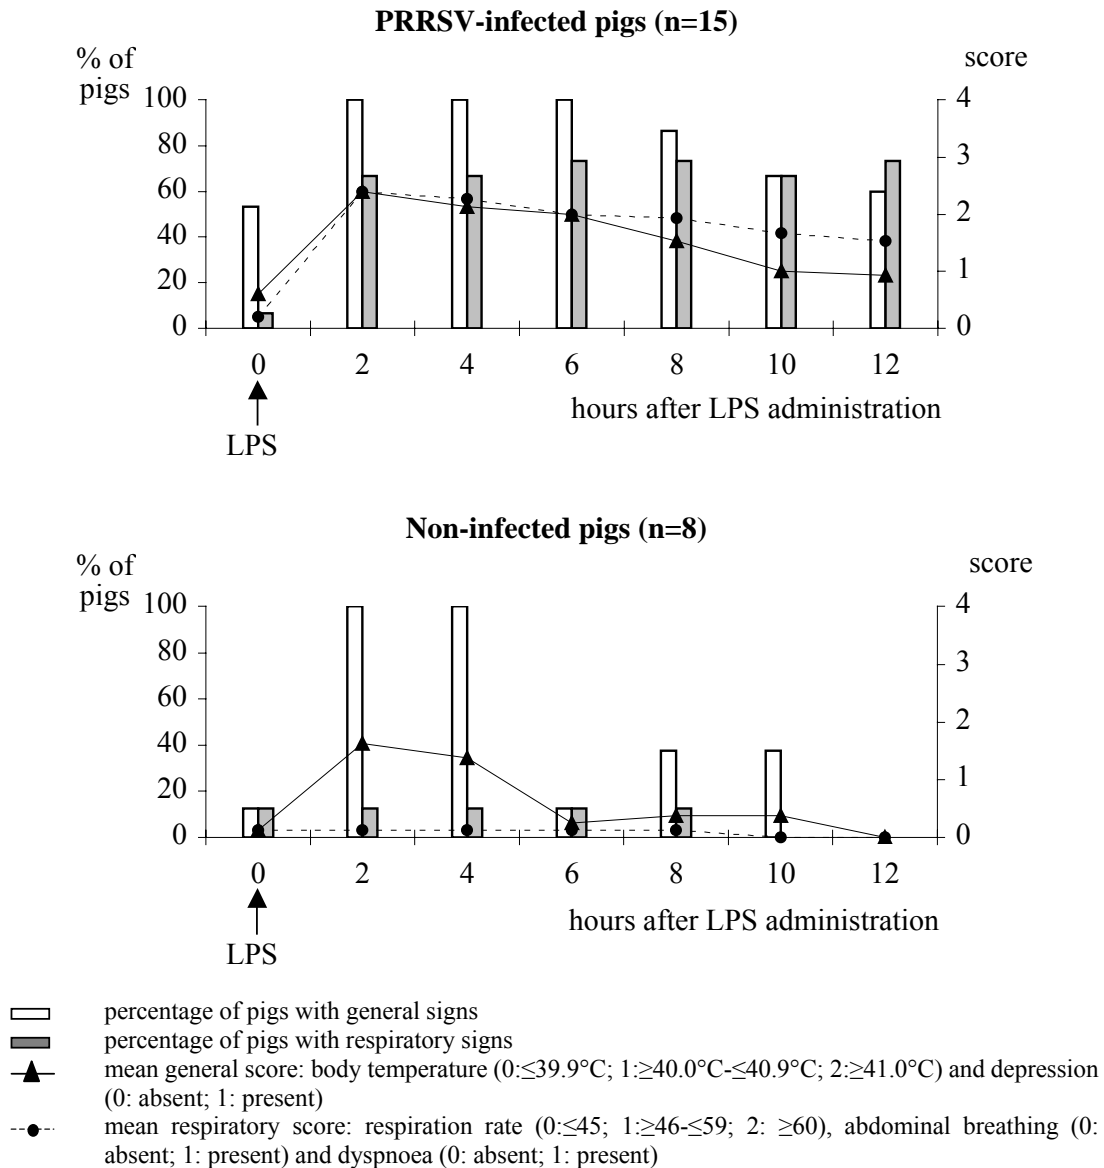 PRRSV-infected pigs (n=15)
% of
pigs
score
100
80
60
40
20
0
4
3
2
1
0
0 2 4 6 8 10 12
hours after LPS administration
LPS
Non-infected pigs (n=8)
% of
pigs
score
100
80
60
40
20
0
4
3
2
1
0
0 2 4 6 8 10 12
hours after LPS administration
LPS
percentage of pigs with general signs
percentage of pigs with respiratory signs
mean general score: body temperature (0:≤39.9°C; 1:≥40.0°C-≤40.9°C; 2:≥41.0°C) and depression
(0: absent; 1: present)
mean respiratory score: respiration rate (0:≤45; 1:≥46-≤59; 2: ≥60), abdominal breathing (0:
absent; 1: present) and dyspnoea (0: absent; 1: present)